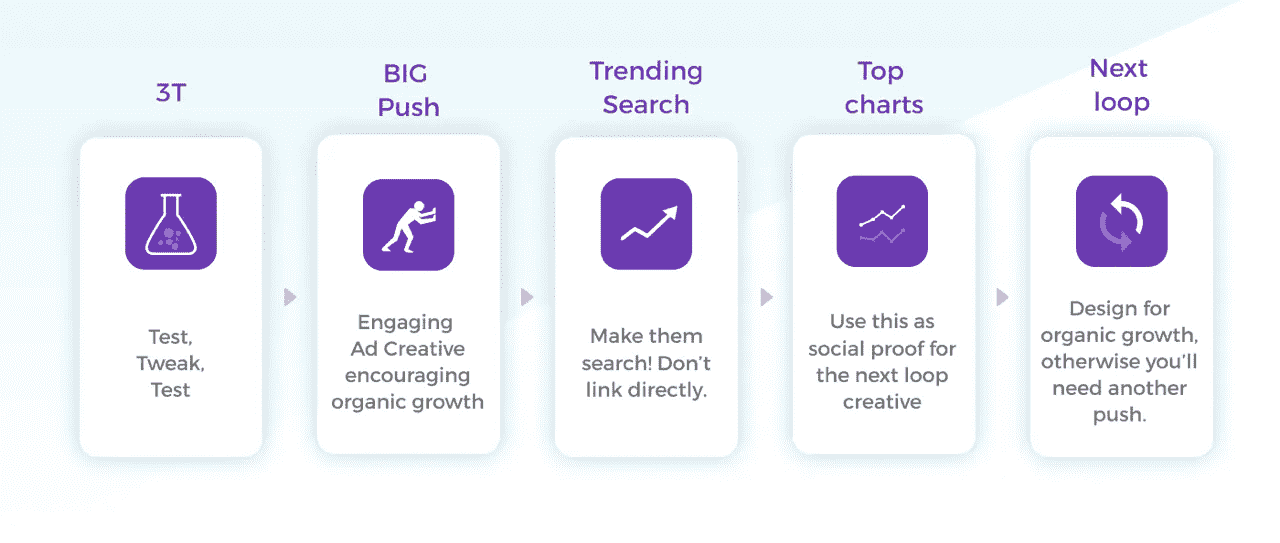 3T
Test,
Tweak,
Test
BIG
Push
Engaging
Ad Creative
encouraging
organic growth
Trending
Search
Make them
search! Don't
link directly.
Top
charts
Use this as
social proof for
the next loop
creative
Next
loop
Design for
organic growth,
otherwise you'll
need another
push.